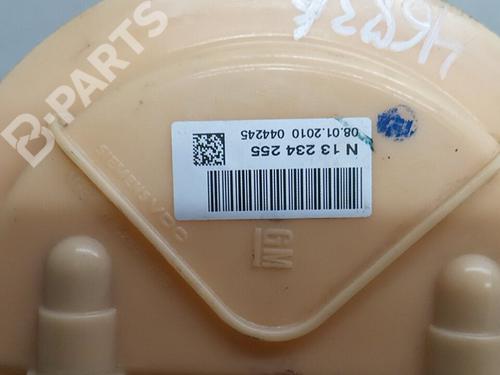 B-PARTS
N 13 234 255
08.01.2010 044245
SIEMENS VDO
GM